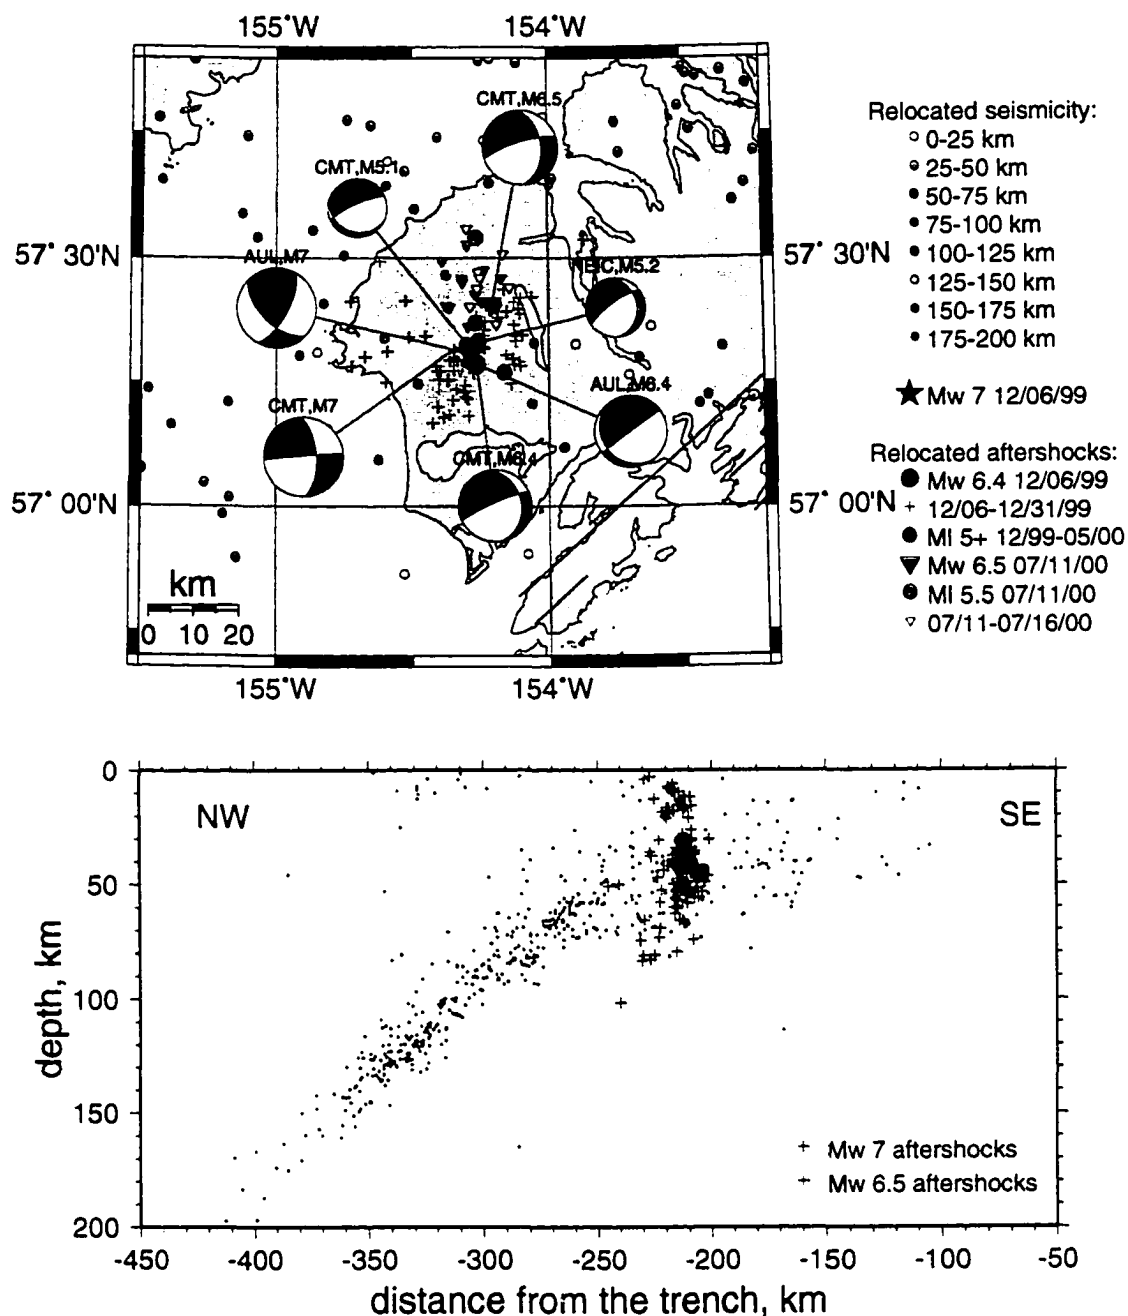 155°W 154°W
CMT,M6.5
CMT,M5.1
57° 30'N 57° 30'N
AUL,M7
NEIC,M5.2
AUL,M6.4
CMT,M7
CMT,M6.4
57° 00'N 57° 00'N
km
0 10 20
155°W 154°W
Relocated seismicity:
0-25 km
25-50 km
50-75 km
75-100 km
100-125 km
125-150 km
150-175 km
175-200 km
Mw 7 12/06/99
Relocated aftershocks:
Mw 6.4 12/06/99
12/06-12/31/99
Ml 5+ 12/99-05/00
Mw 6.5 07/11/00
Ml 5.5 07/11/00
07/11-07/16/00
0
50
100
150
200
depth, km
NW SE
Mw 7 aftershocks
Mw 6.5 aftershocks
-450 -400 -350 -300 -250 -200 -150 -100 -50
distance from the trench, km